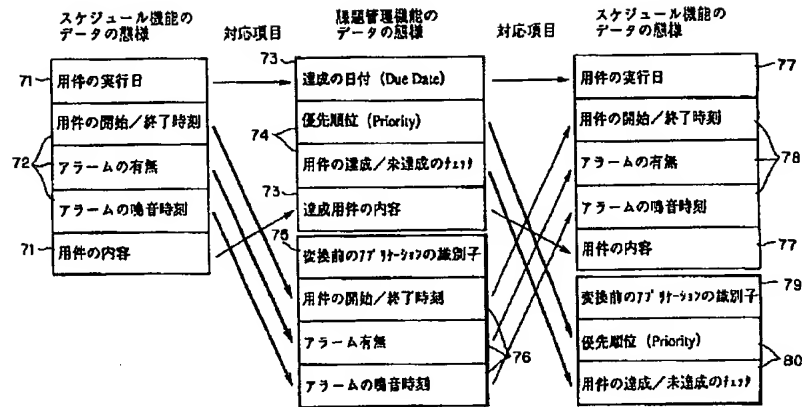 スケジュール機能の
データの態様
71
用件の実行日
用件の開始／終了時刻
72
アラームの有無
アラームの鳴音時刻
71
用件の内容
対応項目
課題管理機能の
データの態様
73
達成の日付 (Due Date)
優先順位 (Priority)
74
用件の達成／未達成のチェック
73
達成用件の内容
75
変換前のアプリケーションの識別子
用件の開始／終了時刻
アラーム有無
76
アラームの鳴音時刻
対応項目
スケジュール機能の
データの態様
77
用件の実行日
用件の開始／終了時刻
アラームの有無
78
アラームの鳴音時刻
用件の内容
77
79
変換前のアプリケーションの識別子
優先順位 (Priority)
80
用件の達成／未達成のチェック